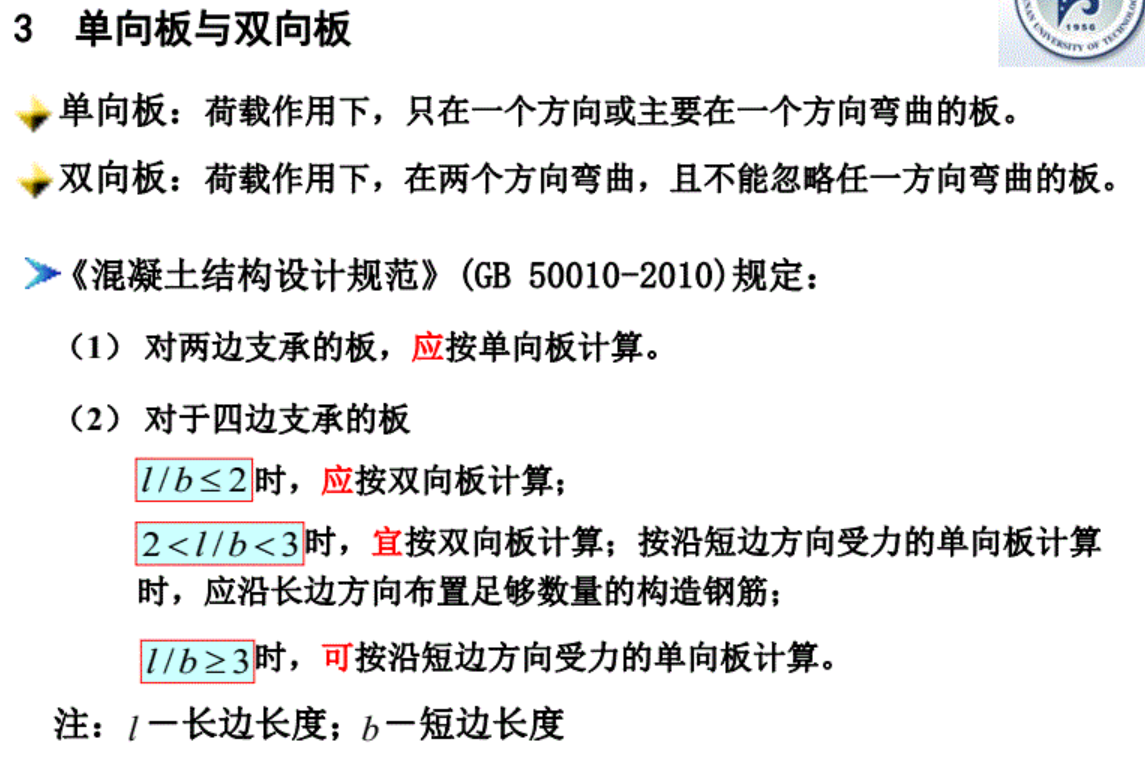 3 单向板与双向板
1956
UNIVERSITY OF TECHNOLOG
单向板：荷载作用下，只在一个方向或主要在一个方向弯曲的板。
双向板：荷载作用下，在两个方向弯曲，且不能忽略任一方向弯曲的板。
《混凝土结构设计规范》(GB 50010-2010)规定：
（1） 对两边支承的板，应按单向板计算。
（2） 对于四边支承的板
l/b≤2时，应按双向板计算；
2<l/b<3时，宜按双向板计算；按沿短边方向受力的单向板计算
时，应沿长边方向布置足够数量的构造钢筋；
l/b≥3时，可按沿短边方向受力的单向板计算。
注：l－长边长度；b－短边长度